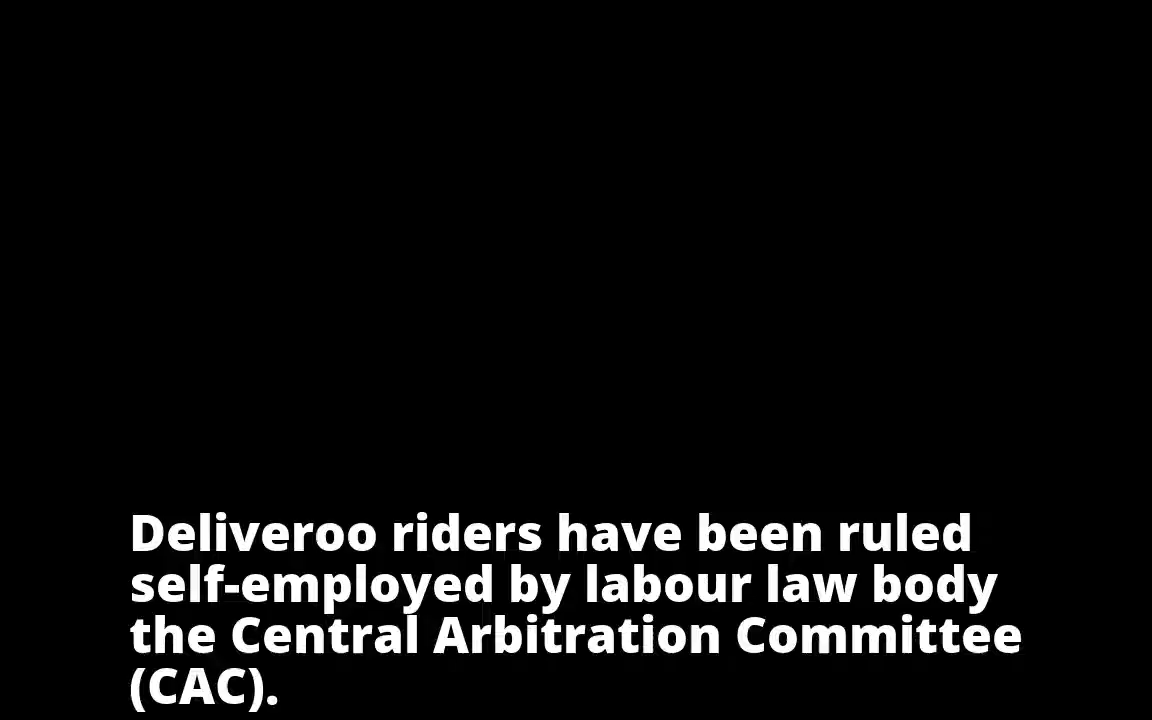 Deliveroo riders have been ruled
self-employed by labour law body
the Central Arbitration Committee
(CAC).